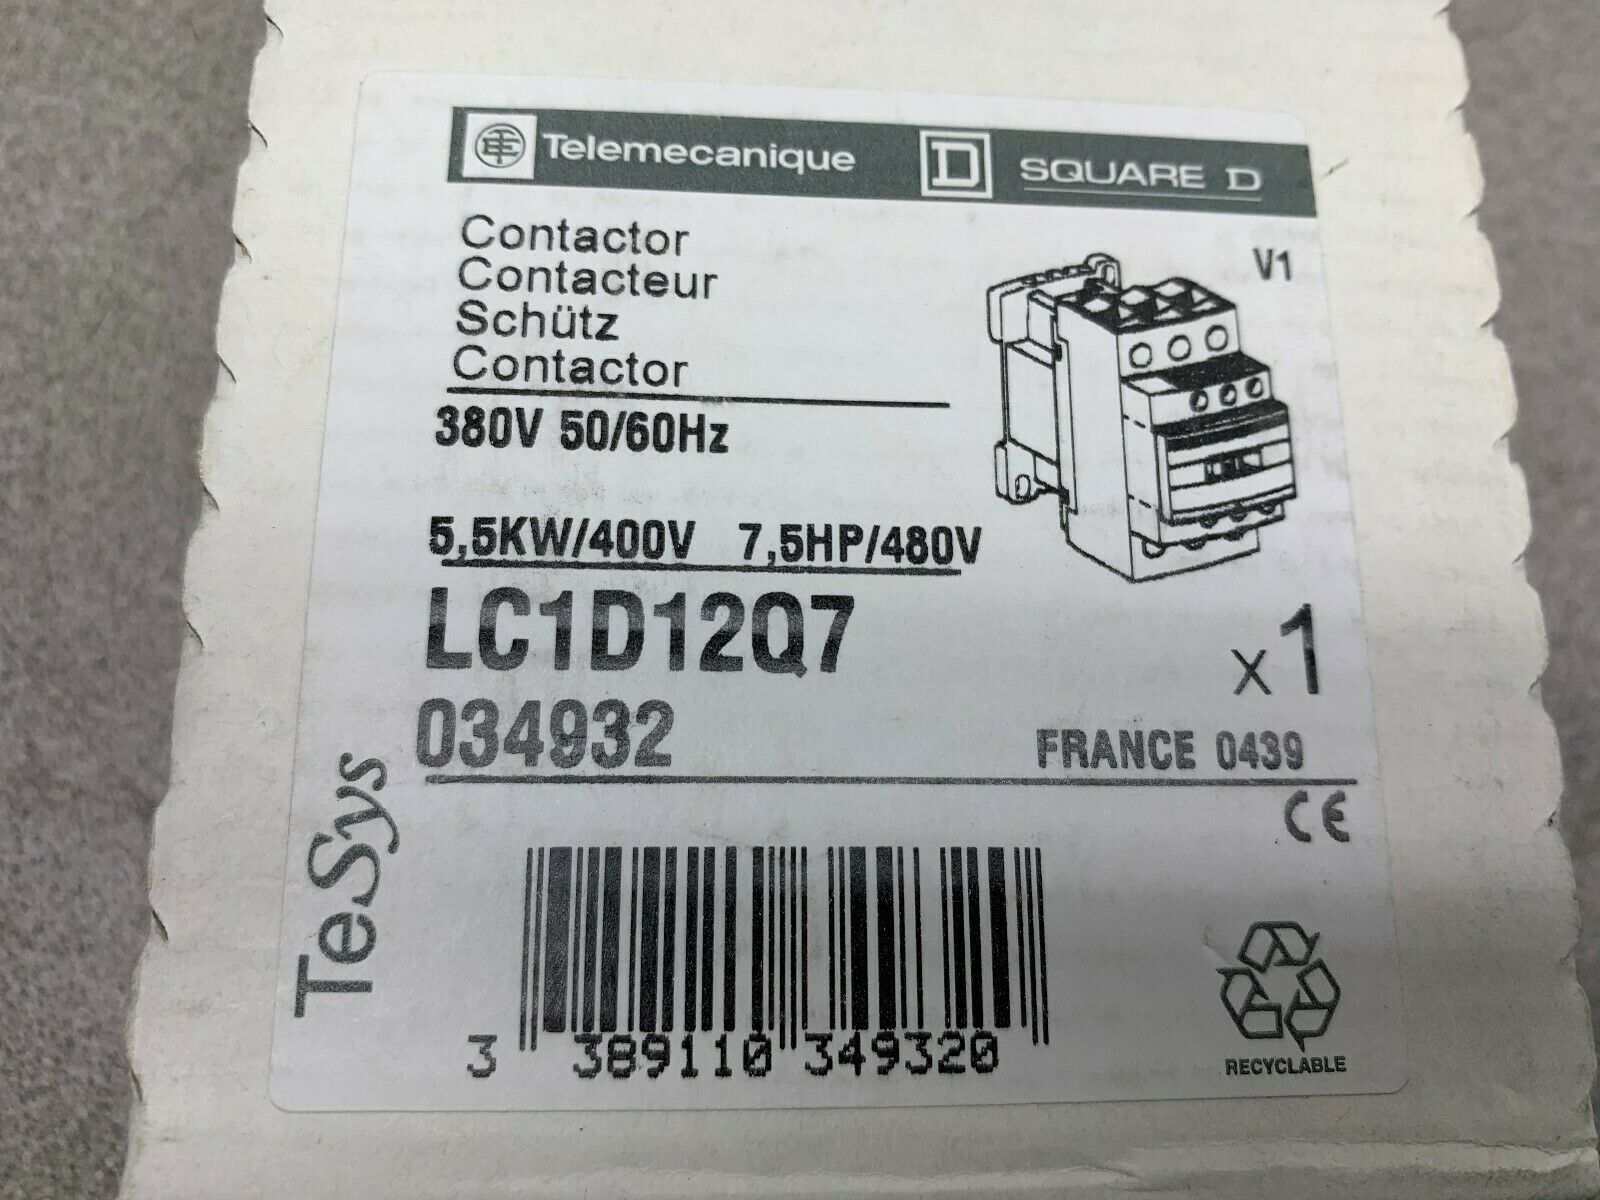 TE Telemecanique D SQUARE D
Contactor
Contacteur
Schütz
Contactor
V1
380V 50/60Hz
5,5KW/400V 7,5HP/480V
LC1D12Q7
x1
034932
FRANCE 0439
CE
TeSys
3 389110 349320
RECYCLABLE